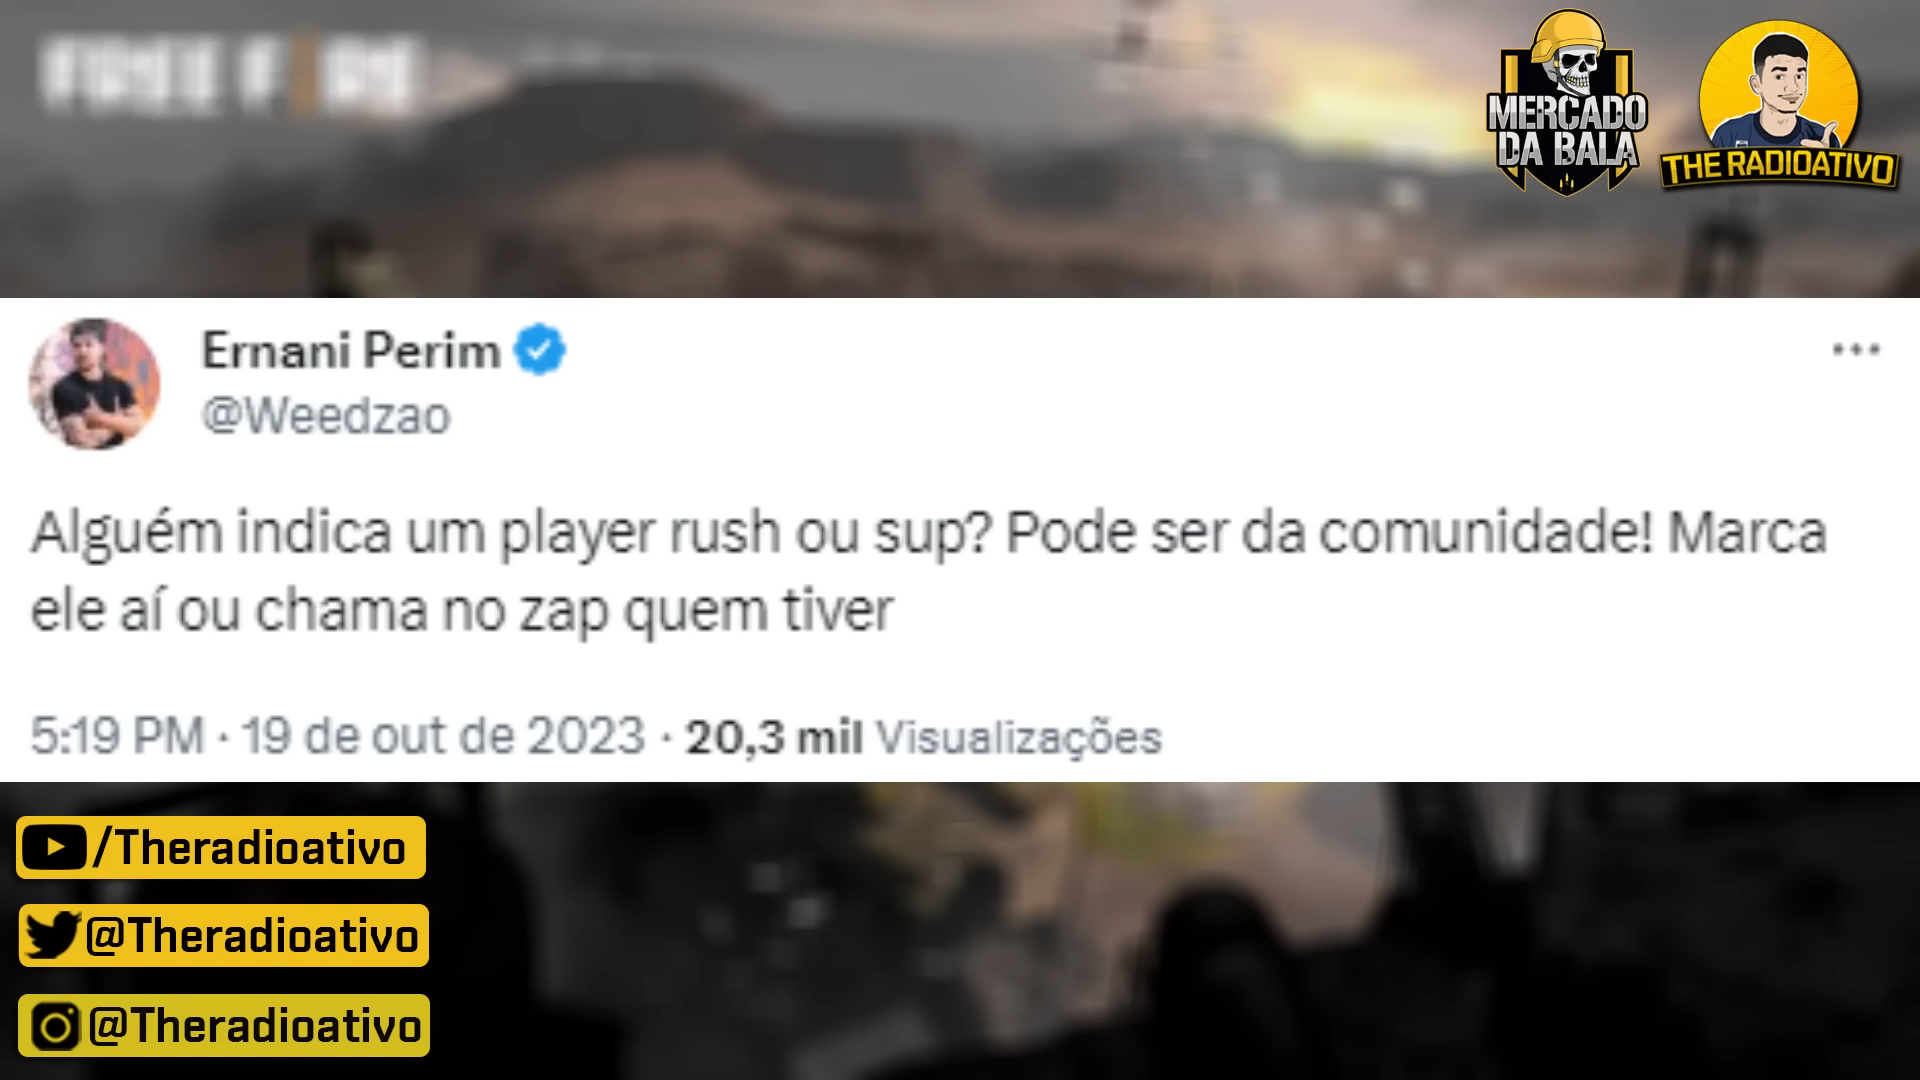 FREE FIRE
MERCADO
DA BALA
THE RADIOATIVO
Ernani Perim
@Weedzao
Alguém indica um player rush ou sup? Pode ser da comunidade! Marca
ele aí ou chama no zap quem tiver
5:19 PM · 19 de out de 2023 · 20,3 mil Visualizações
/Theradioativo
@Theradioativo
@Theradioativo